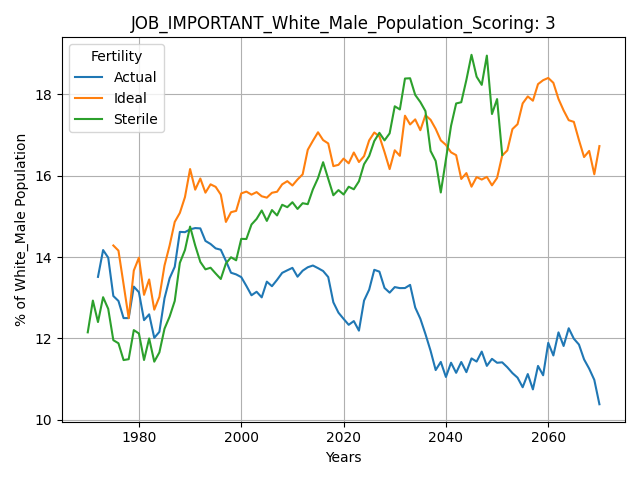 JOB_IMPORTANT_White_Male_Population_Scoring: 3
Fertility
Actual
Ideal
Sterile
% of White_Male Population
18
16
14
12
10
1980
2000
2020
2040
2060
Years